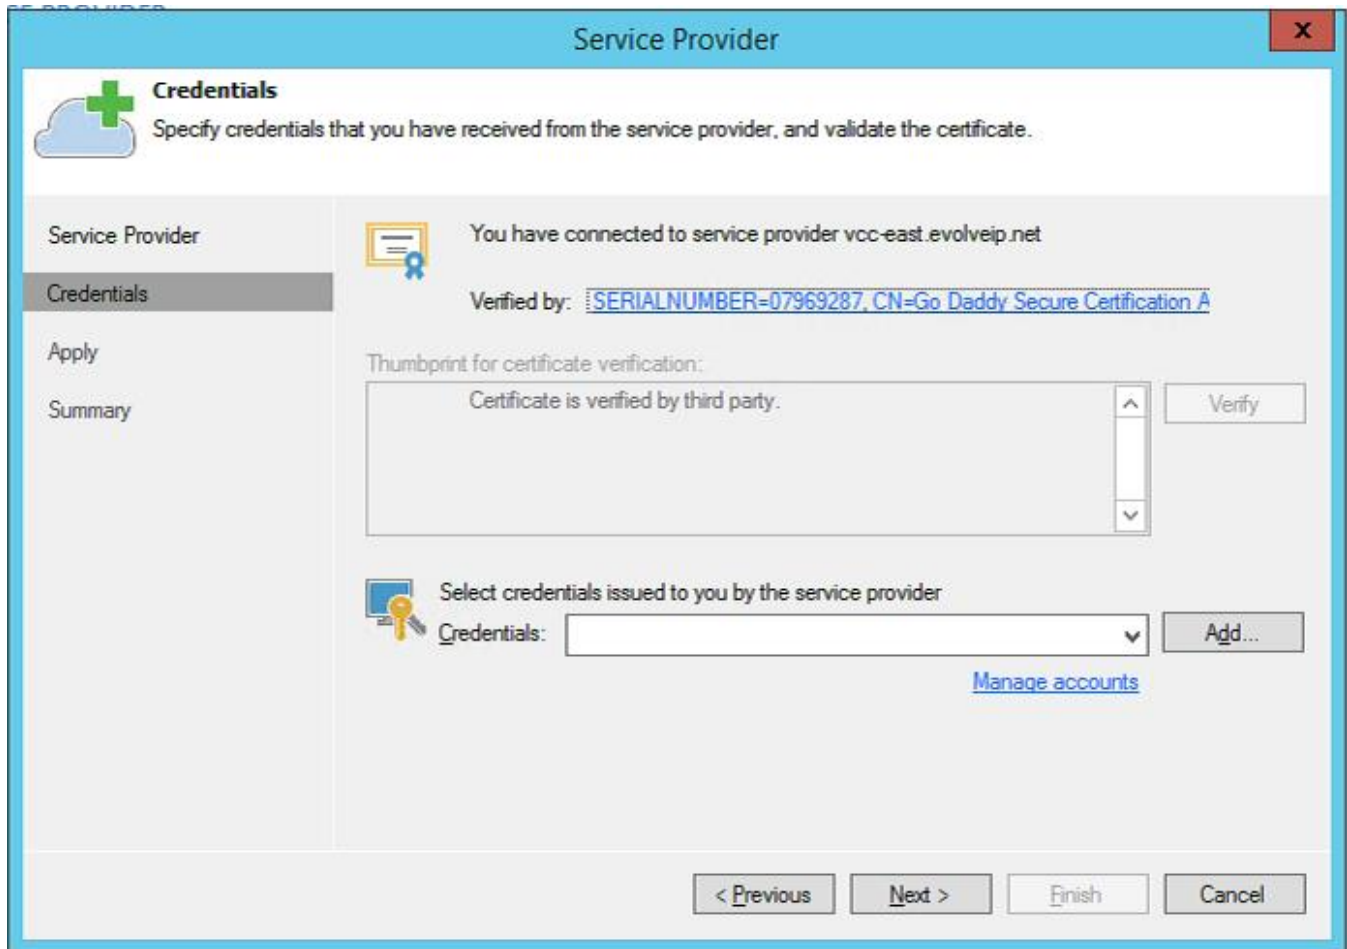 Service Provider
x
Credentials
Specify credentials that you have received from the service provider, and validate the certificate.
Service Provider
Credentials
Apply
Summary
You have connected to service provider vcc-east.evolveip.net
Verified by: SERIALNUMBER=07969287, CN=Go Daddy Secure Certification A
Thumbprint for certificate verification:
Certificate is verified by third party.
Verify
Select credentials issued to you by the service provider
Credentials:
Add...
Manage accounts
< Previous
Next >
Finish
Cancel